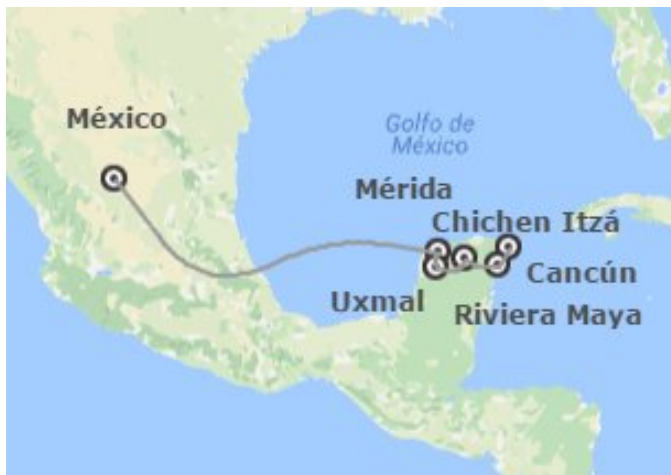 México
Golfo de
México
Mérida
Chichen Itzá
Uxmal
Cancún
Riviera Maya